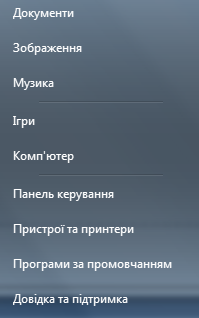 Документи
Зображення
Музика
Ігри
Комп'ютер
Панель керування
Пристрої та принтери
Програми за промовчанням
Довідка та підтримка